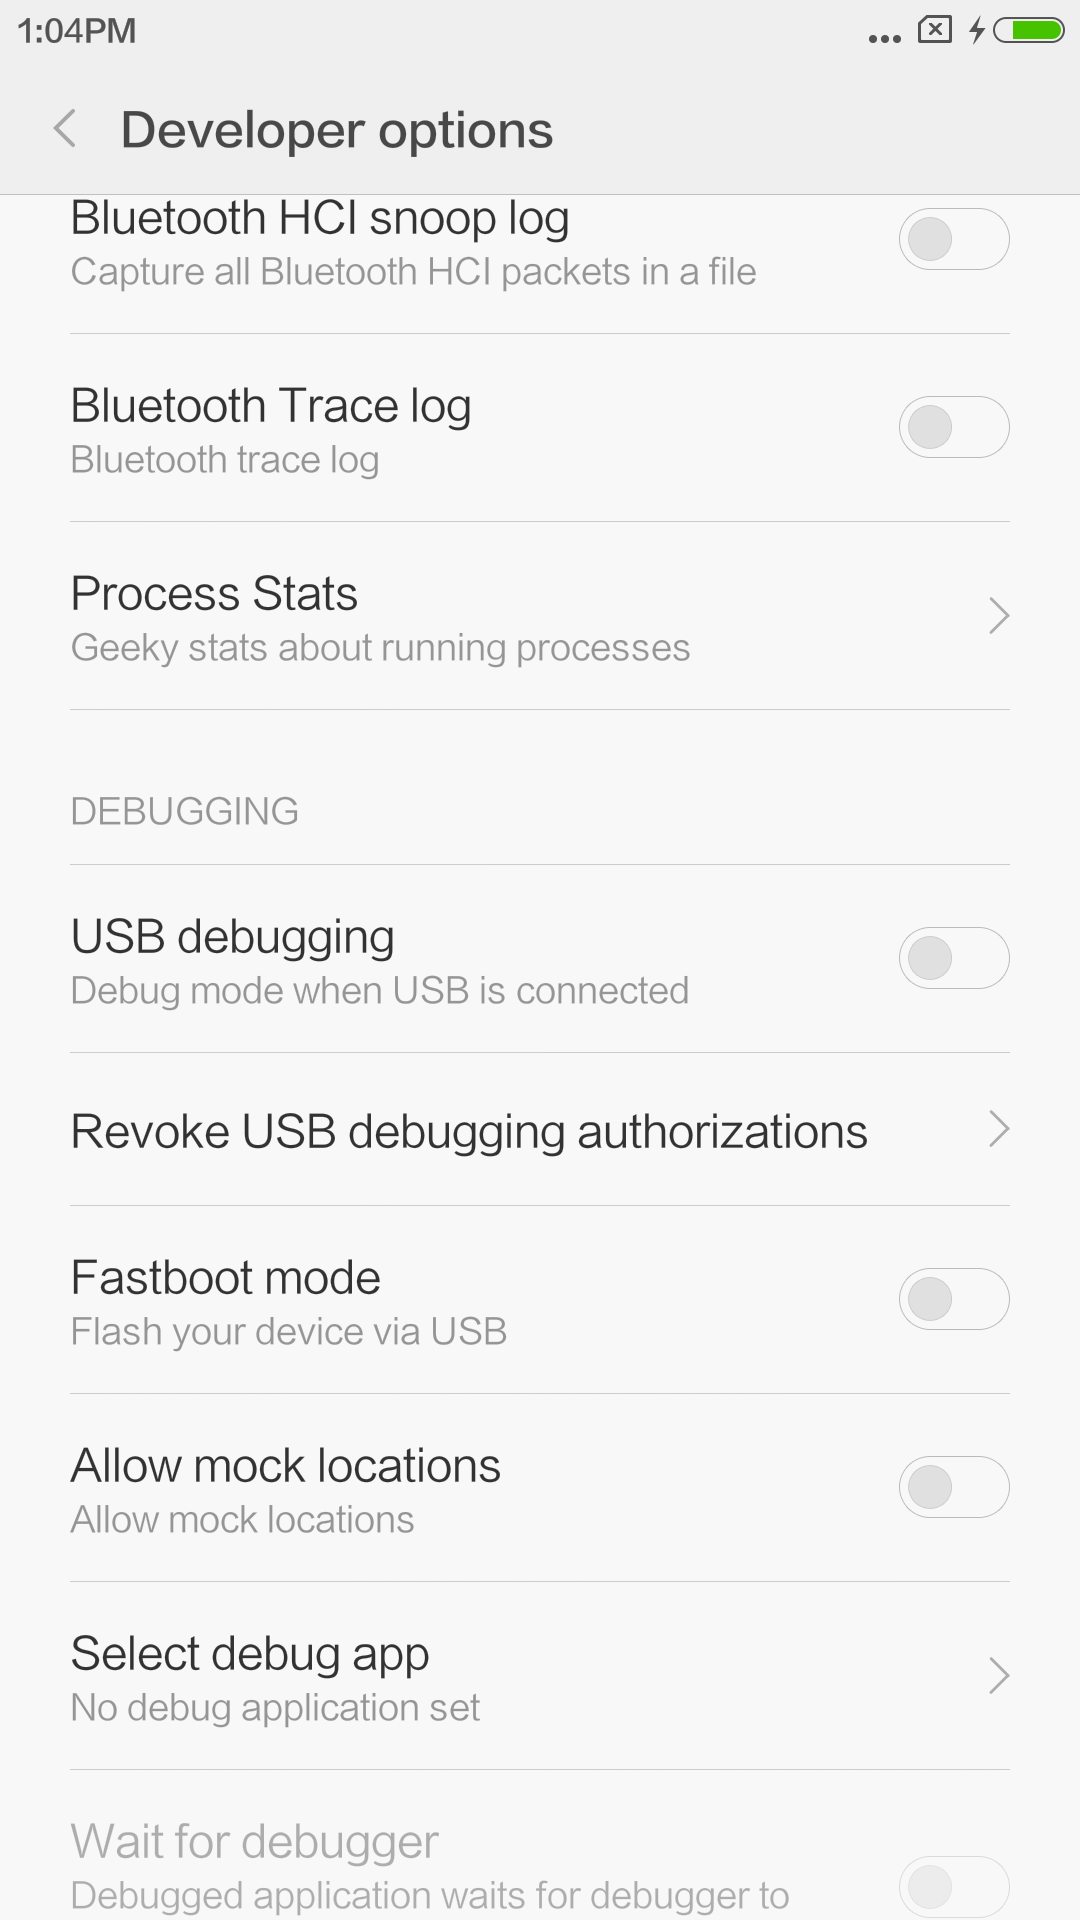 1:04PM
Developer options
Bluetooth HCI snoop log
Capture all Bluetooth HCI packets in a file
Bluetooth Trace log
Bluetooth trace log
Process Stats
Geeky stats about running processes
DEBUGGING
USB debugging
Debug mode when USB is connected
Revoke USB debugging authorizations
Fastboot mode
Flash your device via USB
Allow mock locations
Allow mock locations
Select debug app
No debug application set
Wait for debugger
Debugged application waits for debugger to